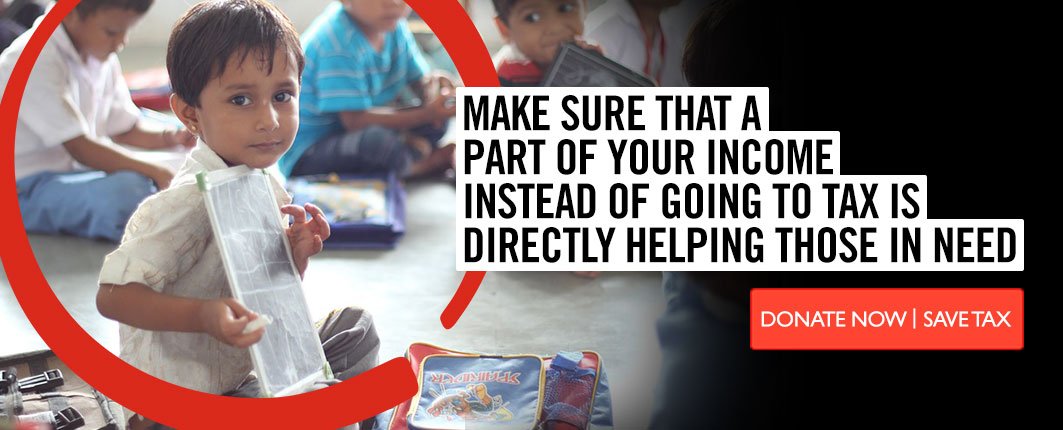 MAKE SURE THAT A
PART OF YOUR INCOME
INSTEAD OF GOING TO TAX IS
DIRECTLY HELPING THOSE IN NEED
DONATE NOW | SAVE TAX